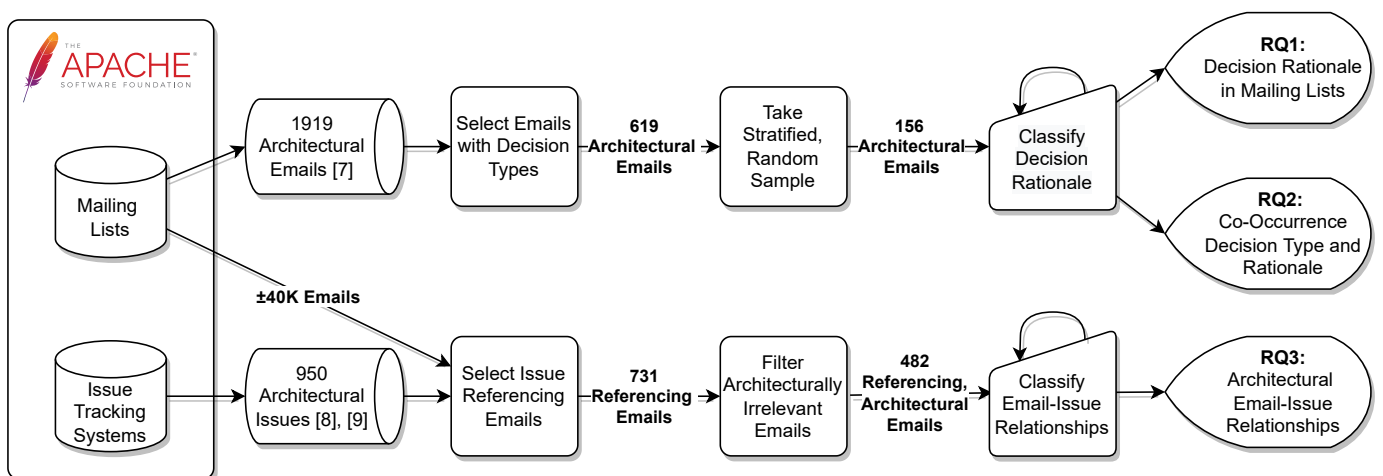 THE
APACHE®
SOFTWARE FOUNDATION
Mailing
Lists
Issue
Tracking
Systems
1919
Architectural
Emails [7]
Select Emails
with Decision
Types
619
Architectural
Emails
Take
Stratified,
Random
Sample
156
Architectural
Emails
Classify
Decision
Rationale
RQ1:
Decision Rationale
in Mailing Lists
RQ2:
Co-Occurrence
Decision Type and
Rationale
±40K Emails
950
Architectural
Issues [8], [9]
Select Issue
Referencing
Emails
731
Referencing
Emails
Filter
Architecturally
Irrelevant
Emails
482
Referencing,
Architectural
Emails
Classify
Email-Issue
Relationships
RQ3:
Architectural
Email-Issue
Relationships